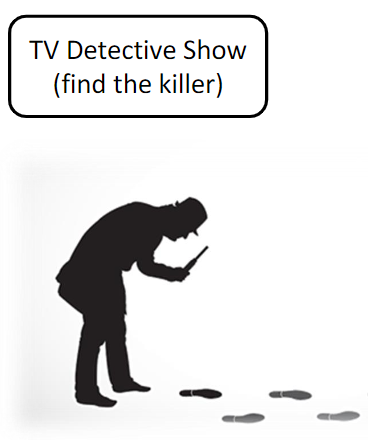 TV Detective Show
(find the killer)